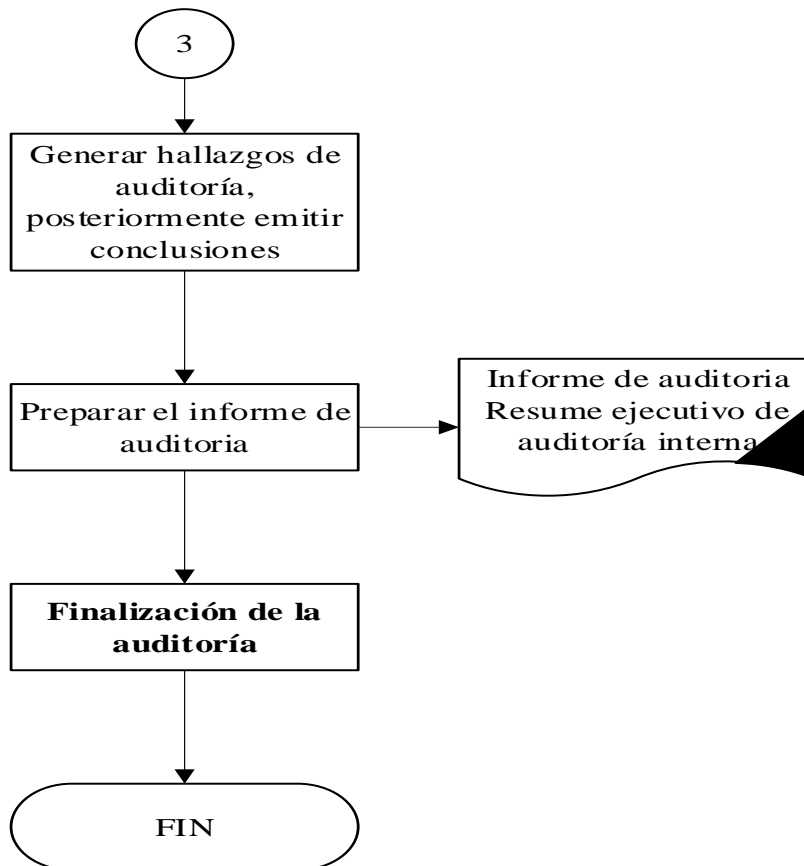 3
Generar hallazgos de
auditoría,
posteriormente emitir
conclusiones
Preparar el informe de
auditoria
Informe de auditoria
Resume ejecutivo de
auditoría interna
Finalización de la
auditoría
FIN